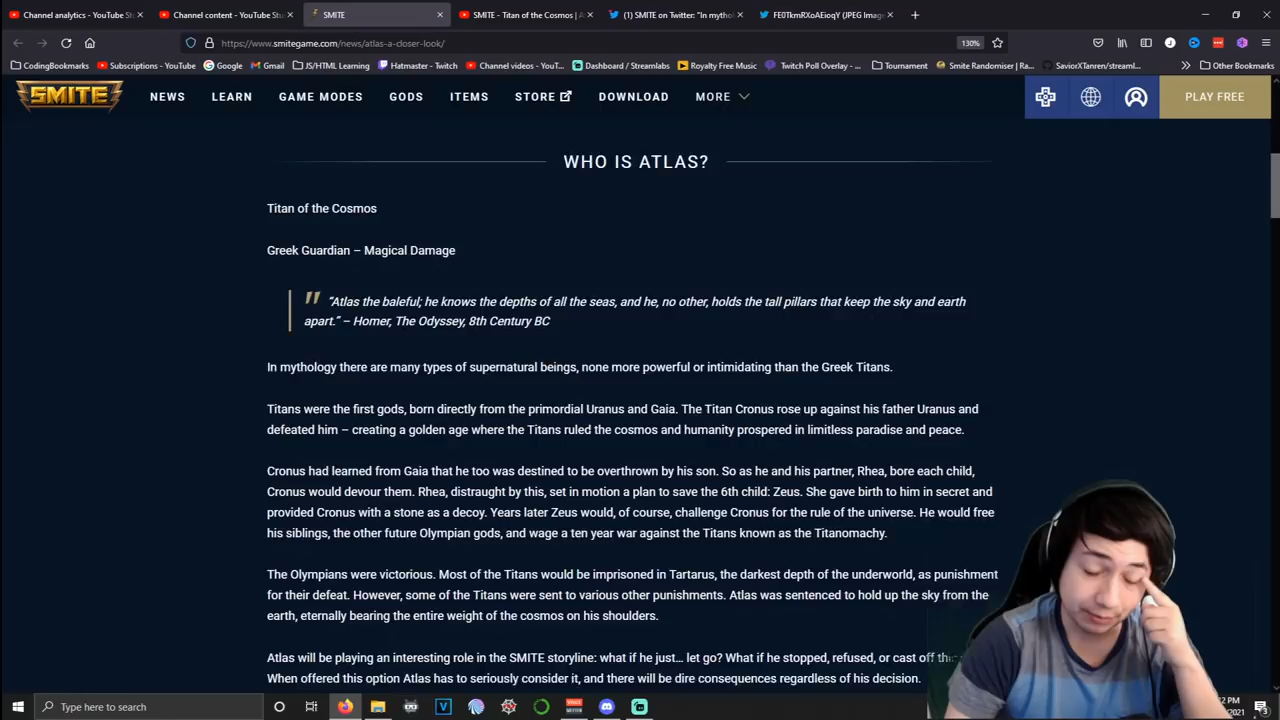 Channel analytics - YouTube St
Channel content - YouTube Stu
SMITE
SMITE - Titan of the Cosmos | A
(1) SMITE on Twitter: "In mythol
FE0TkmRXoAEioqY (JPEG Image
https://www.smitegame.com/news/atlas-a-closer-look/
130%
CodingBookmarks
Subscriptions - YouTube
Google
Gmail
JS/HTML Learning
Hatmaster - Twitch
Channel videos - YouT...
Dashboard / Streamlabs
Royalty Free Music
Twitch Poll Overlay - ...
Tournament
Smite Randomiser | Ra...
SaviorXTanren/streaml...
Other Bookmarks
SMITE
NEWS
LEARN
GAME MODES
GODS
ITEMS
STORE
DOWNLOAD
MORE
PLAY FREE
WHO IS ATLAS?
Titan of the Cosmos
Greek Guardian – Magical Damage
"Atlas the baleful; he knows the depths of all the seas, and he, no other, holds the tall pillars that keep the sky and earth
apart." – Homer, The Odyssey, 8th Century BC
In mythology there are many types of supernatural beings, none more powerful or intimidating than the Greek Titans.
Titans were the first gods, born directly from the primordial Uranus and Gaia. The Titan Cronus rose up against his father Uranus and
defeated him – creating a golden age where the Titans ruled the cosmos and humanity prospered in limitless paradise and peace.
Cronus had learned from Gaia that he too was destined to be overthrown by his son. So as he and his partner, Rhea, bore each child,
Cronus would devour them. Rhea, distraught by this, set in motion a plan to save the 6th child: Zeus. She gave birth to him in secret and
provided Cronus with a stone as a decoy. Years later Zeus would, of course, challenge Cronus for the rule of the universe. He would free
his siblings, the other future Olympian gods, and wage a ten year war against the Titans known as the Titanomachy.
The Olympians were victorious. Most of the Titans would be imprisoned in Tartarus, the darkest depth of the underworld, as punishment
for their defeat. However, some of the Titans were sent to various other punishments. Atlas was sentenced to hold up the sky from the
earth, eternally bearing the entire weight of the cosmos on his shoulders.
Atlas will be playing an interesting role in the SMITE storyline: what if he just… let go? What if he stopped, refused, or cast off
When offered this option Atlas has to seriously consider it, and there will be dire consequences regardless of his decision.
Type here to search
2 PM
2021